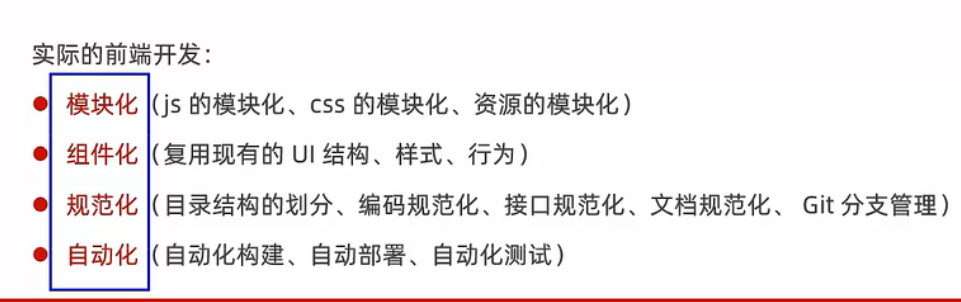 实际的前端开发：
● 模块化（js 的模块化、css 的模块化、资源的模块化）
● 组件化（复用现有的 UI 结构、样式、行为）
● 规范化（目录结构的划分、编码规范化、接口规范化、文档规范化、 Git 分支管理）
● 自动化（自动化构建、自动部署、自动化测试）